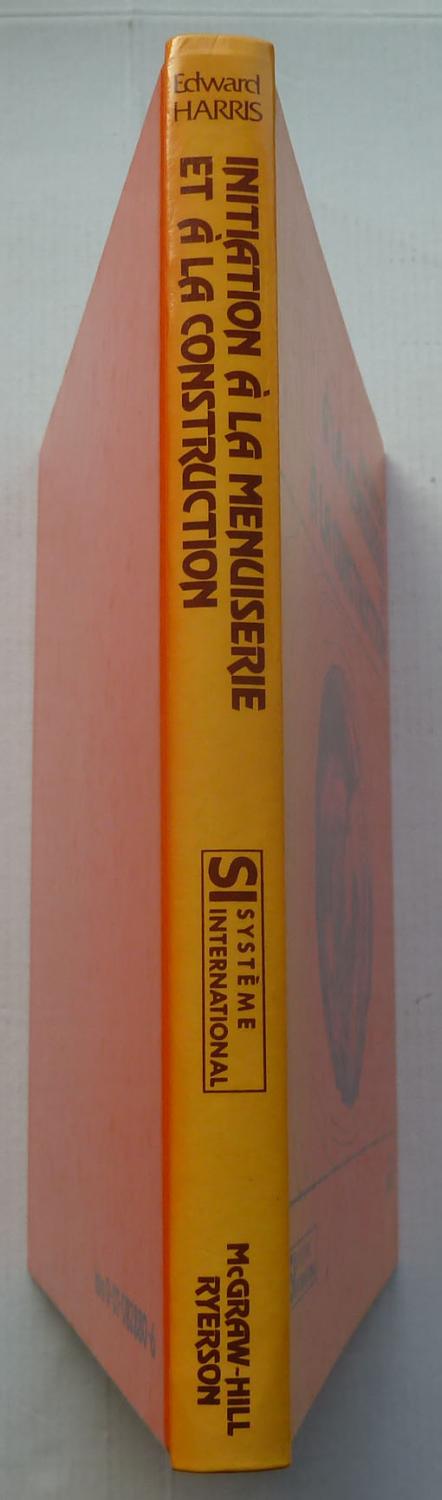 Edward
HARRIS
INITIATION À LA MENUISERIE
ET À LA CONSTRUCTION
SI
SYSTÈME
INTERNATIONAL
McGRAW-HILL
RYERSON